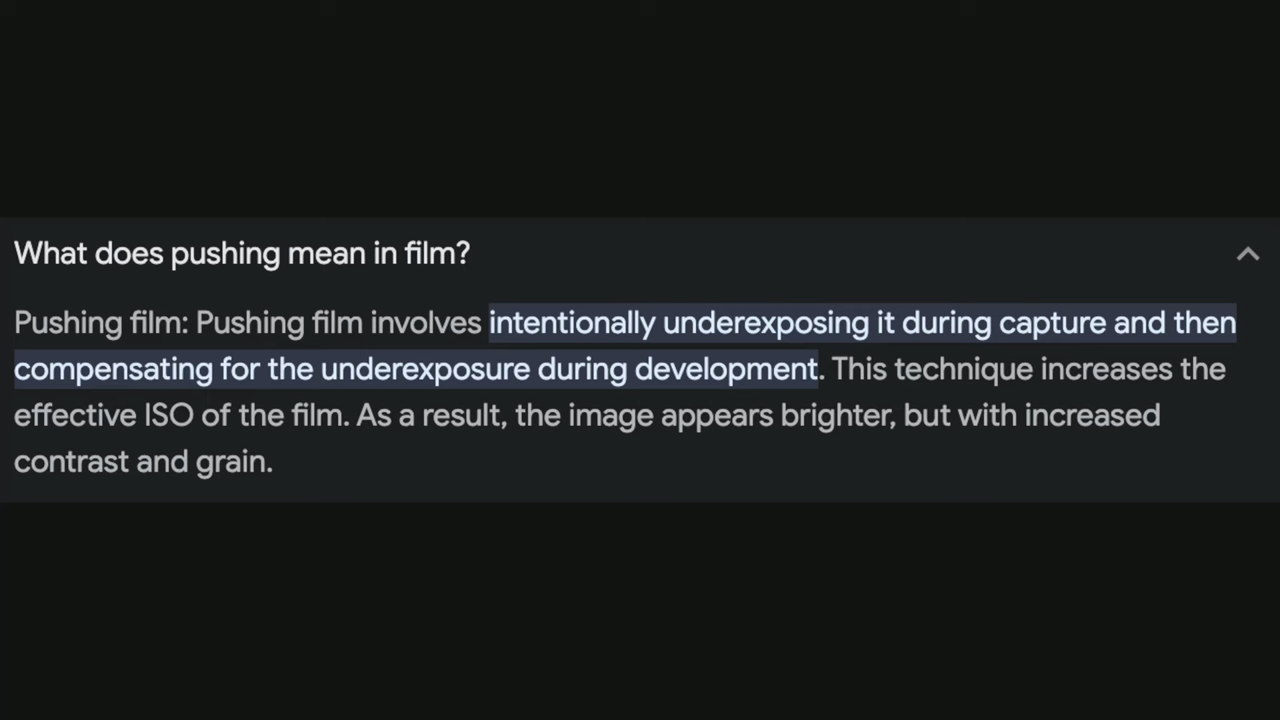 What does pushing mean in film?
Pushing film: Pushing film involves intentionally underexposing it during capture and then
compensating for the underexposure during development. This technique increases the
effective ISO of the film. As a result, the image appears brighter, but with increased
contrast and grain.